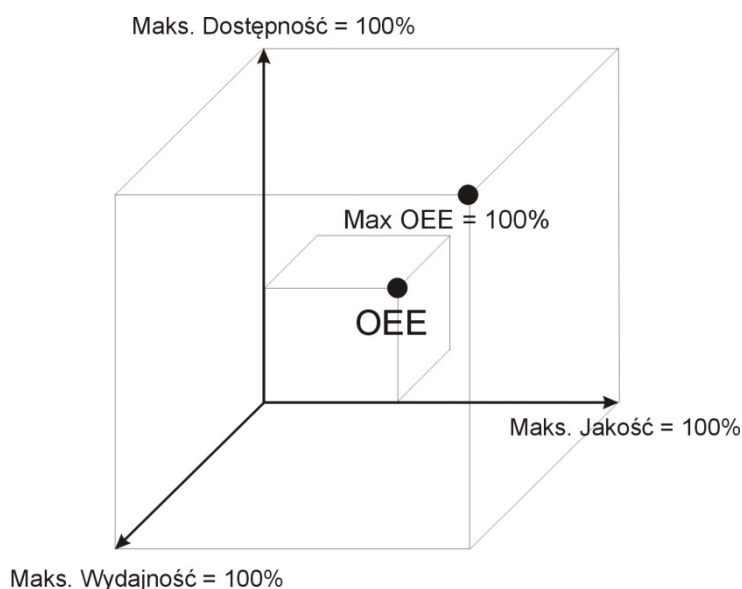 Maks. Dostępność = 100%
Max OEE = 100%
OEE
Maks. Jakość = 100%
Maks. Wydajność = 100%